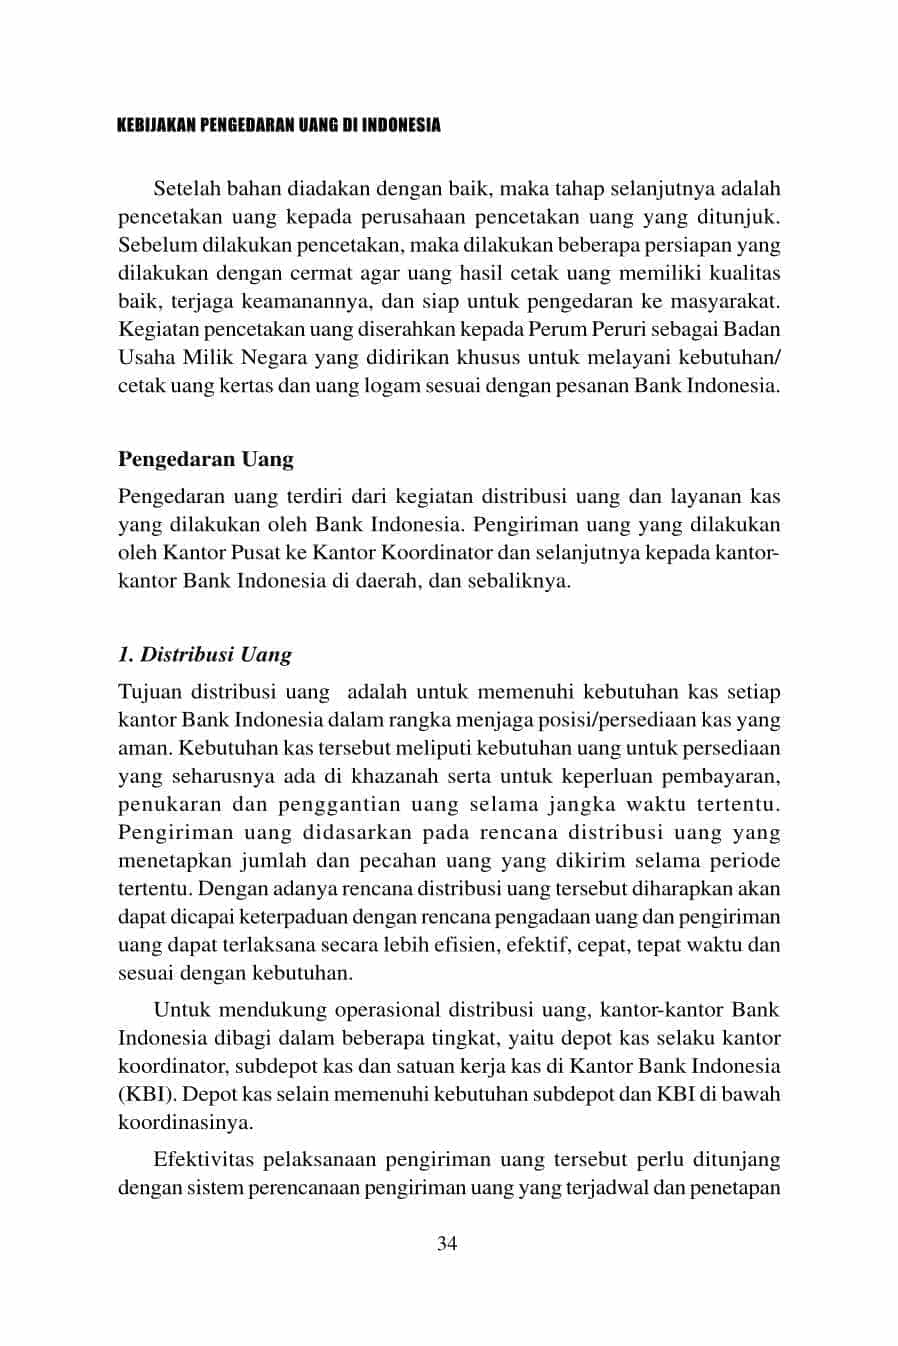 KEBIJAKAN PENGEDARAN UANG DI INDONESIA
Setelah bahan diadakan dengan baik, maka tahap selanjutnya adalah
pencetakan uang kepada perusahaan pencetakan uang yang ditunjuk.
Sebelum dilakukan pencetakan, maka dilakukan beberapa persiapan yang
dilakukan dengan cermat agar uang hasil cetak uang memiliki kualitas
baik, terjaga keamanannya, dan siap untuk pengedaran ke masyarakat.
Kegiatan pencetakan uang diserahkan kepada Perum Peruri sebagai Badan
Usaha Milik Negara yang didirikan khusus untuk melayani kebutuhan/
cetak uang kertas dan uang logam sesuai dengan pesanan Bank Indonesia.
Pengedaran Uang
Pengedaran uang terdiri dari kegiatan distribusi uang dan layanan kas
yang dilakukan oleh Bank Indonesia. Pengiriman uang yang dilakukan
oleh Kantor Pusat ke Kantor Koordinator dan selanjutnya kepada kantor-
kantor Bank Indonesia di daerah, dan sebaliknya.
1. Distribusi Uang
Tujuan distribusi uang  adalah untuk memenuhi kebutuhan kas setiap
kantor Bank Indonesia dalam rangka menjaga posisi/persediaan kas yang
aman. Kebutuhan kas tersebut meliputi kebutuhan uang untuk persediaan
yang seharusnya ada di khazanah serta untuk keperluan pembayaran,
penukaran dan penggantian uang selama jangka waktu tertentu.
Pengiriman uang didasarkan pada rencana distribusi uang yang
menetapkan jumlah dan pecahan uang yang dikirim selama periode
tertentu. Dengan adanya rencana distribusi uang tersebut diharapkan akan
dapat dicapai keterpaduan dengan rencana pengadaan uang dan pengiriman
uang dapat terlaksana secara lebih efisien, efektif, cepat, tepat waktu dan
sesuai dengan kebutuhan.
Untuk mendukung operasional distribusi uang, kantor-kantor Bank
Indonesia dibagi dalam beberapa tingkat, yaitu depot kas selaku kantor
koordinator, subdepot kas dan satuan kerja kas di Kantor Bank Indonesia
(KBI). Depot kas selain memenuhi kebutuhan subdepot dan KBI di bawah
koordinasinya.
Efektivitas pelaksanaan pengiriman uang tersebut perlu ditunjang
dengan sistem perencanaan pengiriman uang yang terjadwal dan penetapan
34